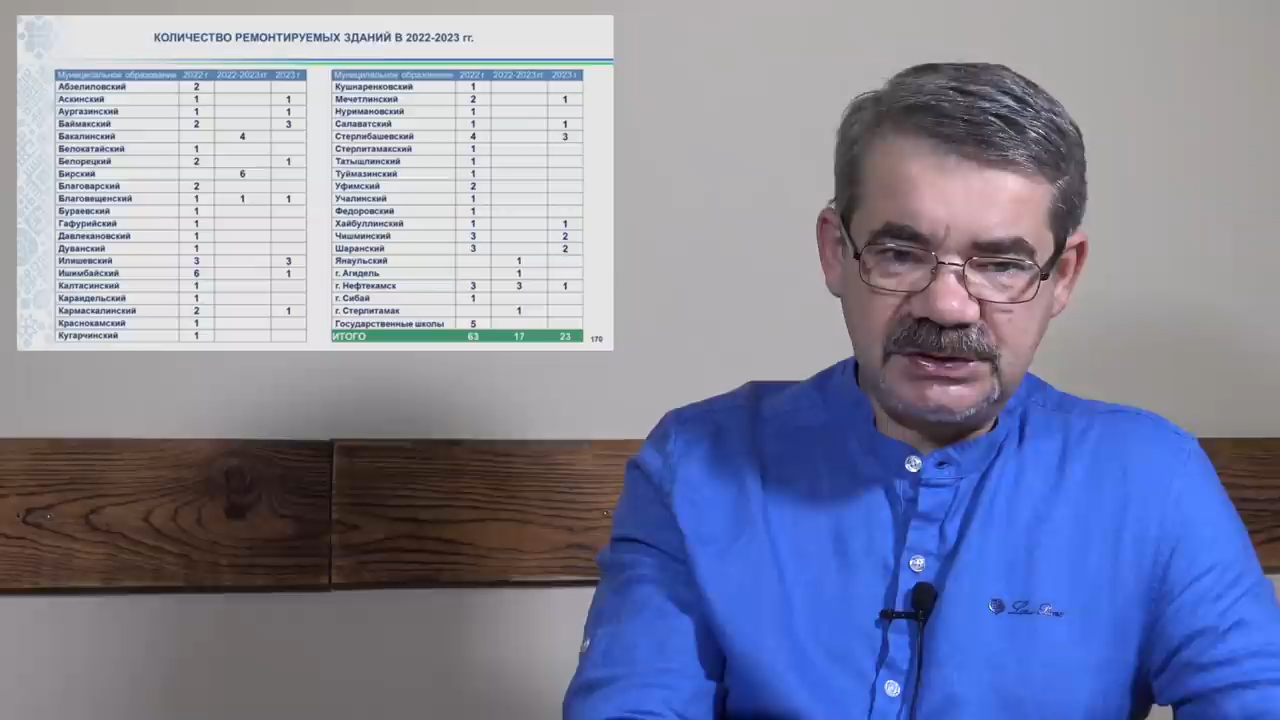 КОЛИЧЕСТВО РЕМОНТИРУЕМЫХ ЗДАНИЙ В 2022-2023 гг.
Муниципальное образование 2022 г 2022-2023 гг 2023 г
Абзелиловский 2
Аскинский 1 1
Аургазинский 1 1
Баймакский 2 3
Бакалинский 4
Белокатайский 1
Белорецкий 2 1
Бирский 6
Благоварский 2
Благовещенский 1 1 1
Бураевский 1
Гафурийский 1
Давлекановский 1
Дуванский 1
Илишевский 3 3
Ишимбайский 6 1
Калтасинский 1
Караидельский 1
Кармаскалинский 2 1
Краснокамский 1
Кугарчинский 1
Муниципальное образование 2022 г 2022-2023 гг 2023 г
Кушнаренковский 1
Мечетлинский 2 1
Нуримановский 1
Салаватский 1 1
Стерлибашевский 4 3
Стерлитамакский 1
Татышлинский 1
Туймазинский 1
Уфимский 2
Учалинский 1
Федоровский 1
Хайбуллинский 1 1
Чишминский 3 2
Шаранский 3 2
Янаульский 1
г. Агидель 1
г. Нефтекамск 3 3 1
г. Сибай 1
г. Стерлитамак 1
Государственные школы 5
ИТОГО 63 17 23
170